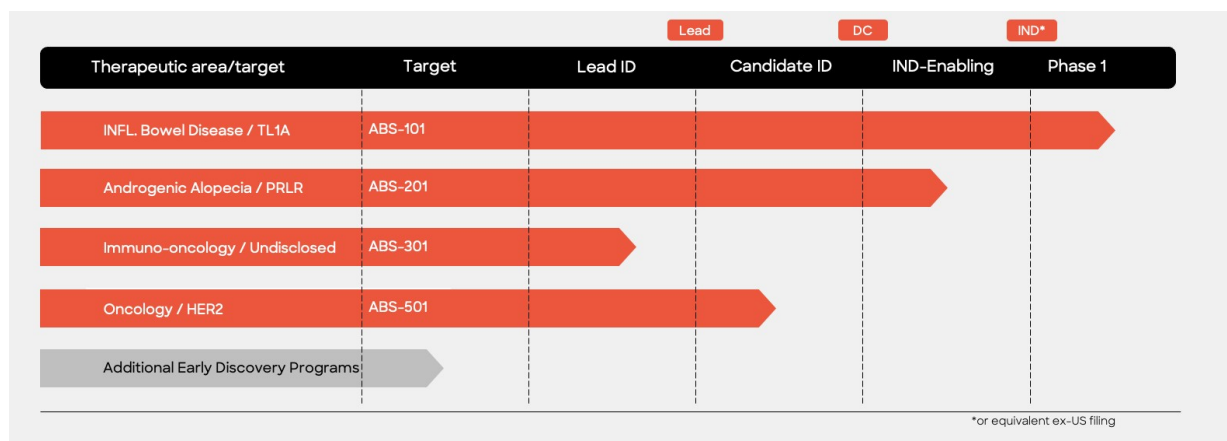 Lead DC IND*
Therapeutic area/target Target Lead ID Candidate ID IND-Enabling Phase 1
INFL. Bowel Disease / TL1A ABS-101
Androgenic Alopecia / PRLR ABS-201
Immuno-oncology / Undisclosed ABS-301
Oncology / HER2 ABS-501
Additional Early Discovery Programs
*or equivalent ex-US filing